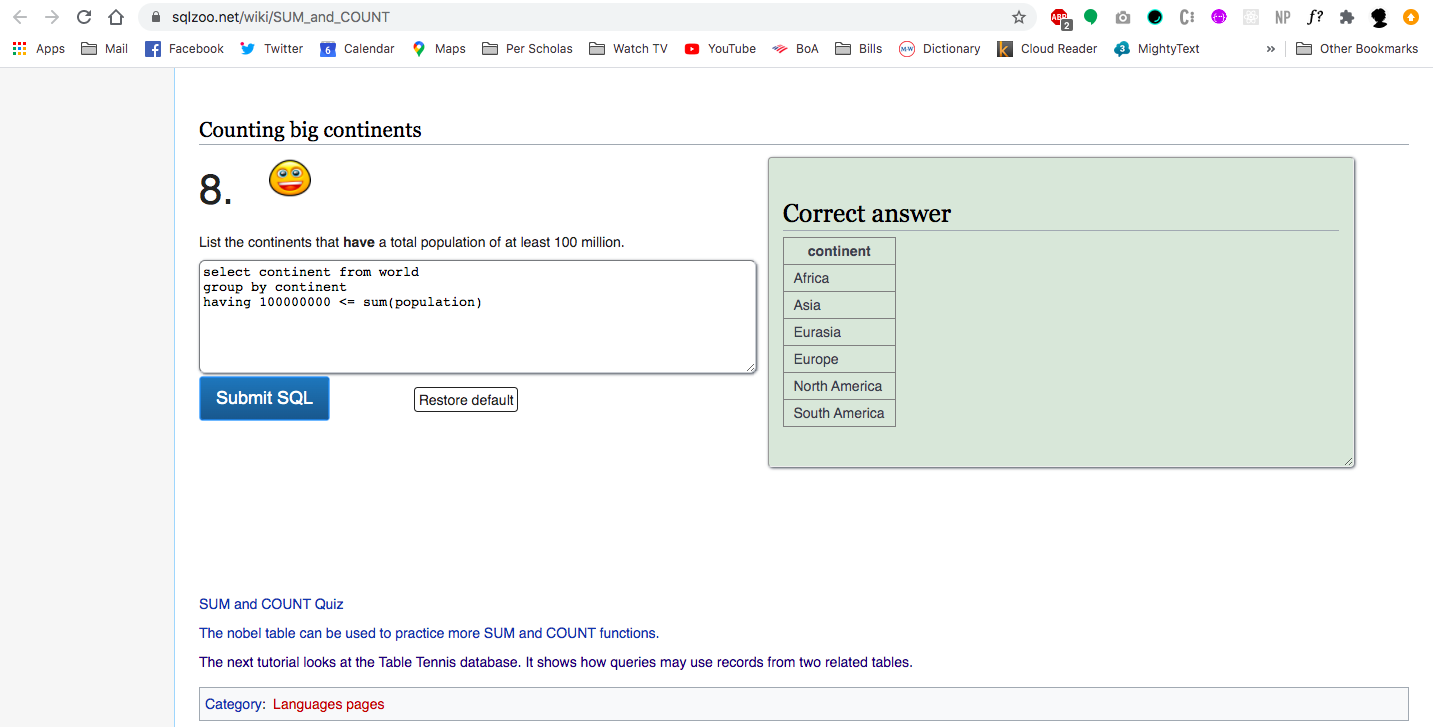 sqlzoo.net/wiki/SUM_and_COUNT
ABP 2 C NP f?
Apps Mail Facebook Twitter 6 Calendar Maps Per Scholas Watch TV YouTube BoA Bills M-W Dictionary k Cloud Reader 3 MightyText » Other Bookmarks
Counting big continents
8.
List the continents that have a total population of at least 100 million.
select continent from world
group by continent
having 100000000 <= sum(population)
Submit SQL Restore default
Correct answer
continent
Africa
Asia
Eurasia
Europe
North America
South America
SUM and COUNT Quiz
The nobel table can be used to practice more SUM and COUNT functions.
The next tutorial looks at the Table Tennis database. It shows how queries may use records from two related tables.
Category: Languages pages